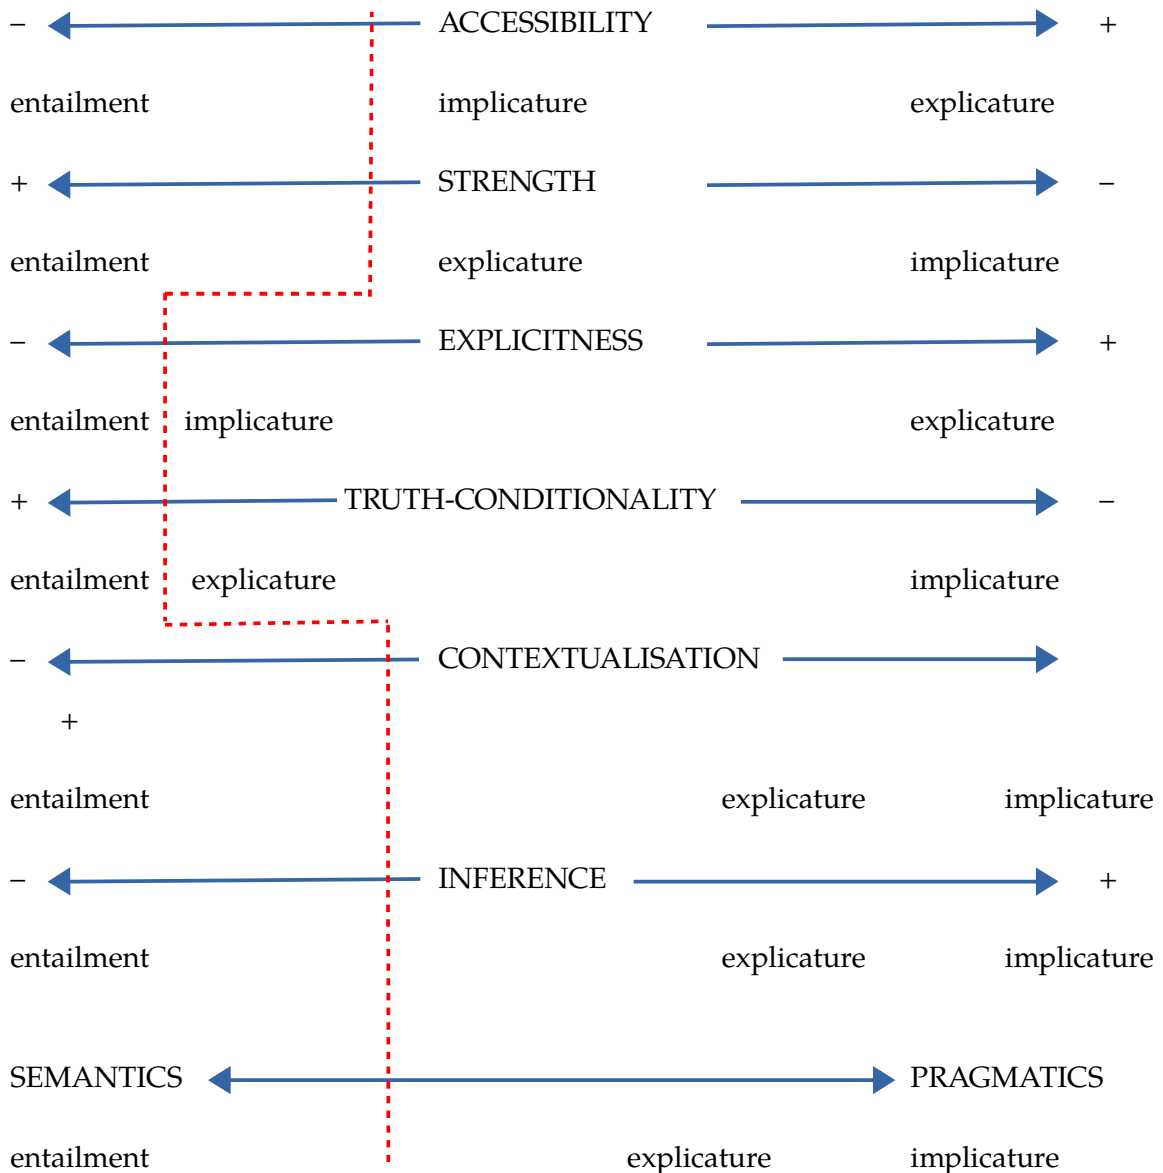 – ACCESSIBILITY +
entailment implicature explicature
+ STRENGTH –
entailment explicature implicature
– EXPLICITNESS +
entailment implicature explicature
+ TRUTH-CONDITIONALITY –
entailment explicature implicature
– CONTEXTUALISATION
+
entailment explicature implicature
– INFERENCE +
entailment explicature implicature
SEMANTICS PRAGMATICS
entailment explicature implicature